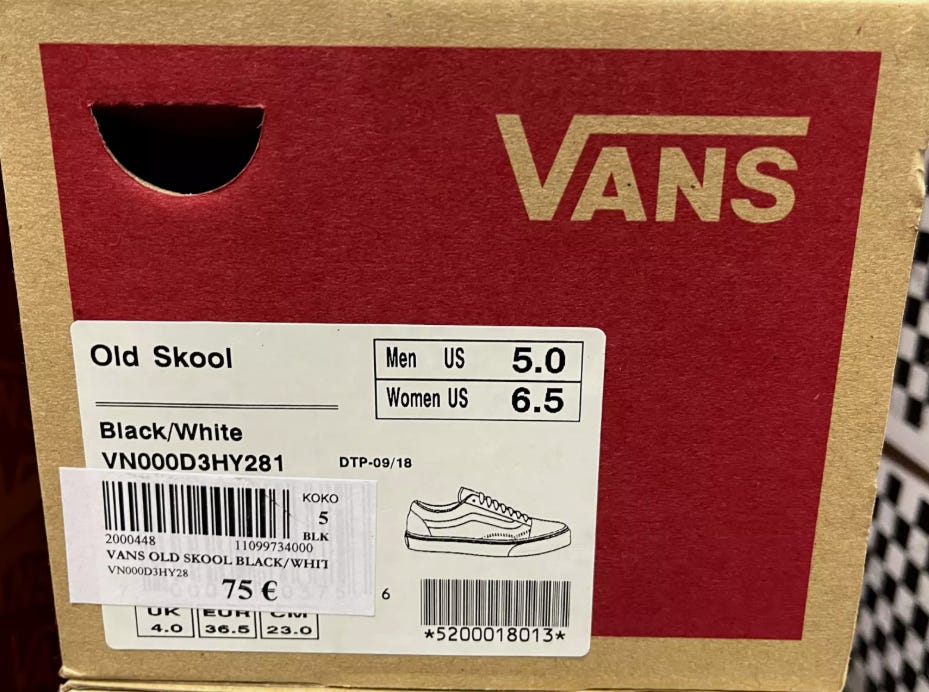 VANS
Old Skool
Men US 5.0
Women US 6.5
Black/White
VN000D3HY281
DTP-09/18
KOKO
5
BLK
2000448 11099734000
VANS OLD SKOOL BLACK/WHIT
VN000D3HY28
75 €
6
UK EUR CM
4.0 36.5 23.0
*5200018013*